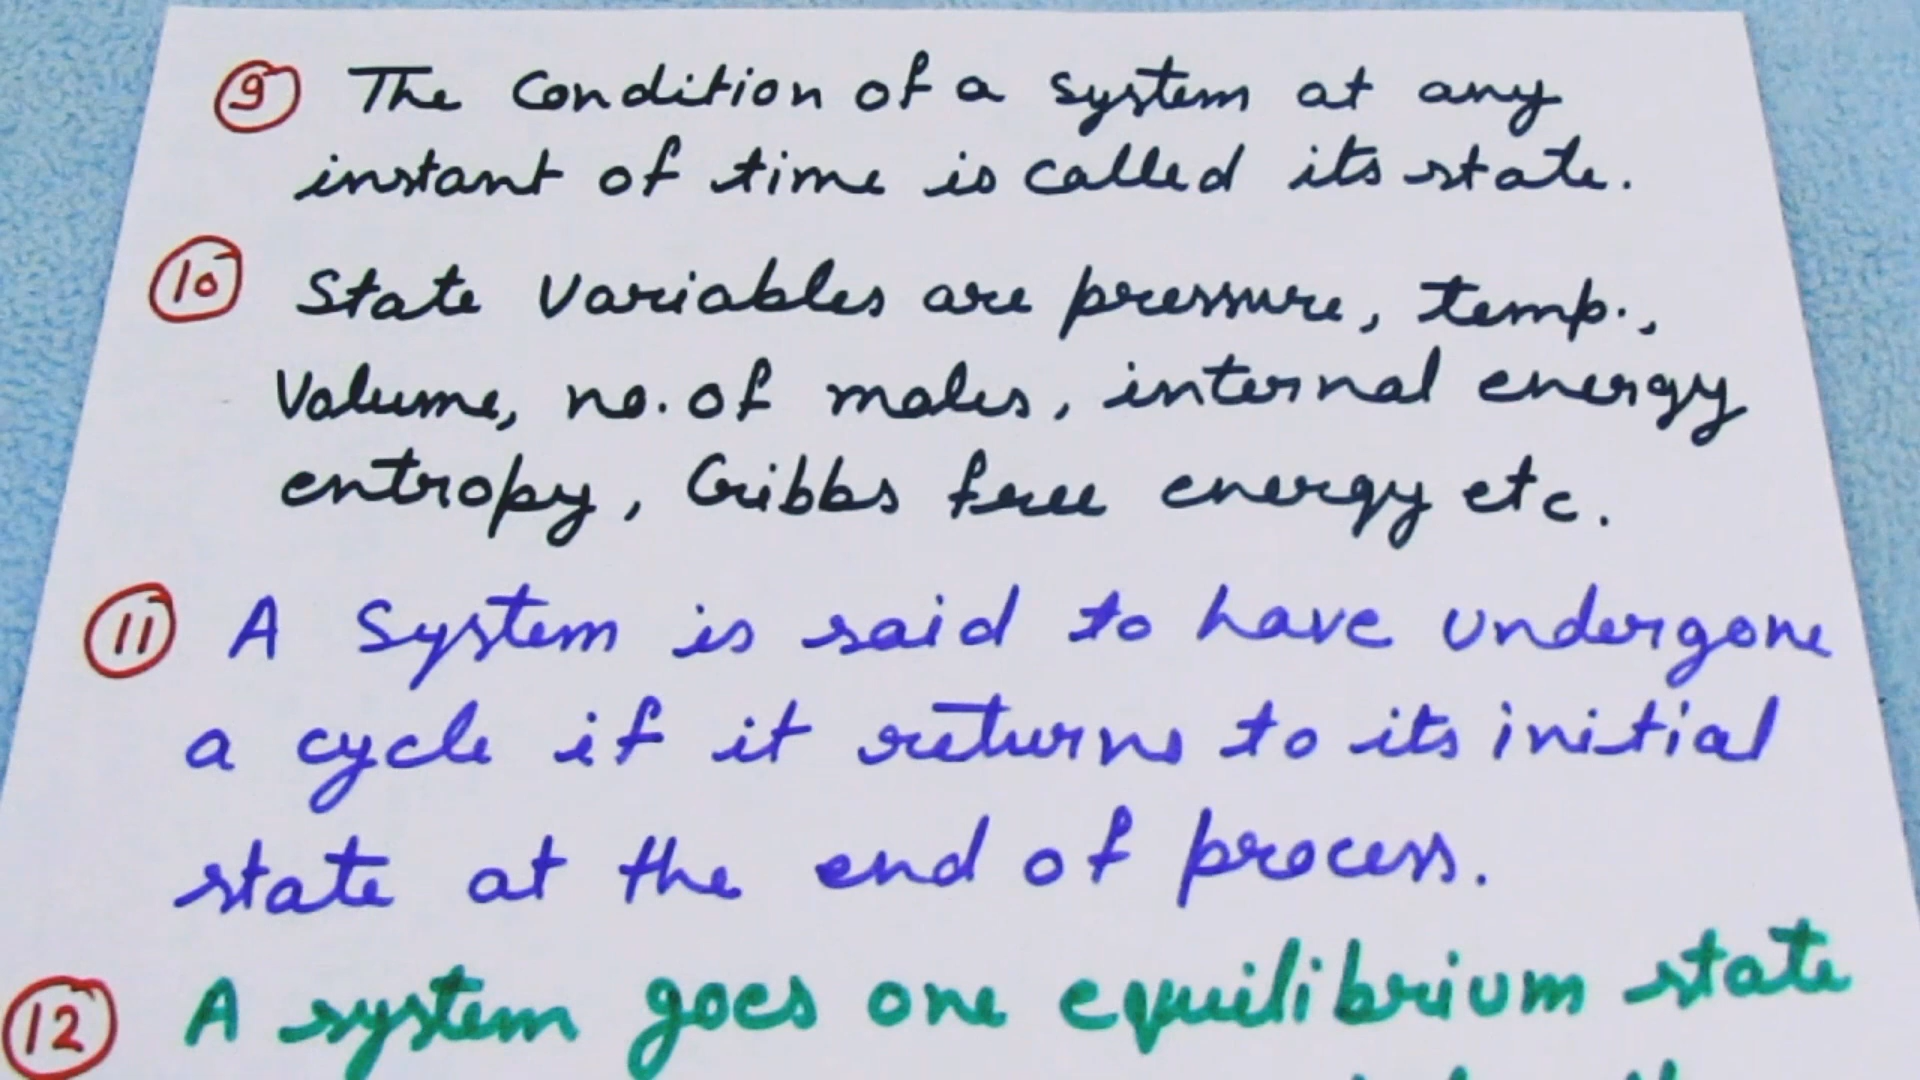 9 The Condition of a system at any
instant of time is called its state.
10 State Variables are pressure, temp.,
Volume, no. of moles, internal energy
entropy, Gibbs free energy etc.
11 A System is said to have undergone
a cycle if it returns to its initial
state at the end of process.
12 A system goes one equilibrium state